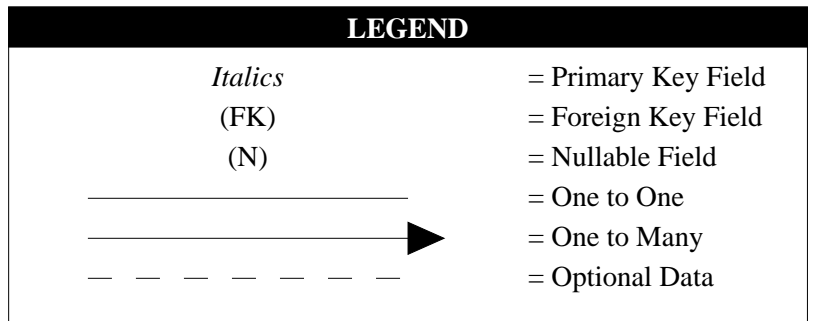 LEGEND
Italics = Primary Key Field
(FK) = Foreign Key Field
(N) = Nullable Field
= One to One
= One to Many
= Optional Data